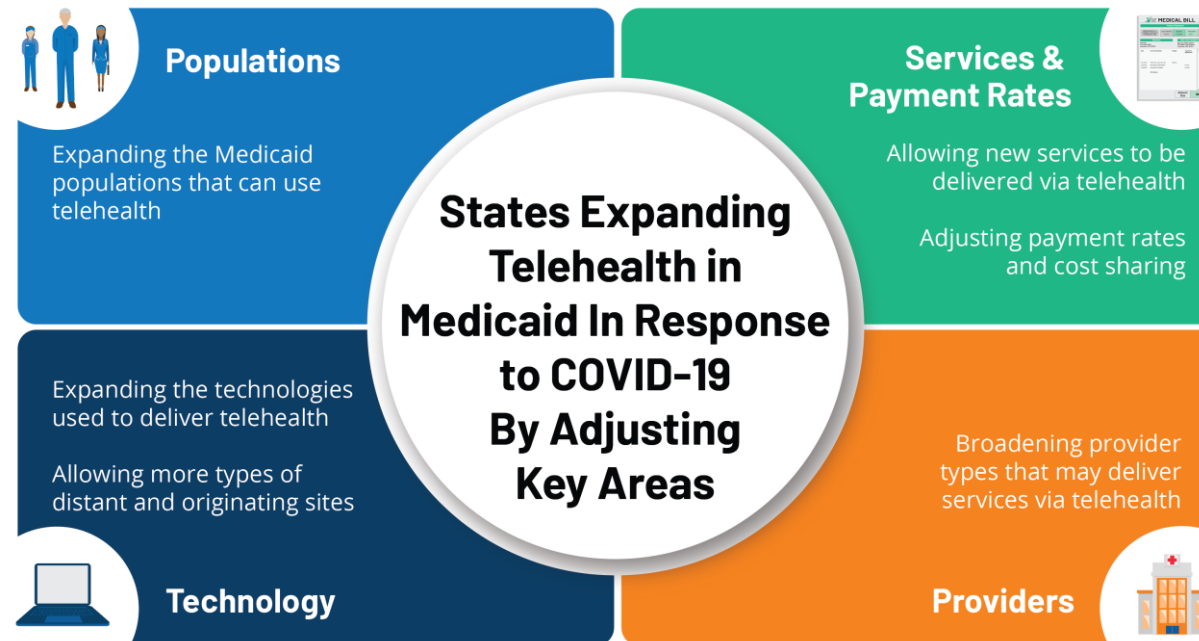 Populations
Expanding the Medicaid
populations that can use
telehealth
MEDICAL BILL
Services &
Payment Rates
Allowing new services to be
delivered via telehealth
Adjusting payment rates
and cost sharing
States Expanding
Telehealth in
Medicaid In Response
to COVID-19
By Adjusting
Key Areas
Expanding the technologies
used to deliver telehealth
Allowing more types of
distant and originating sites
Technology
Broadening provider
types that may deliver
services via telehealth
Providers